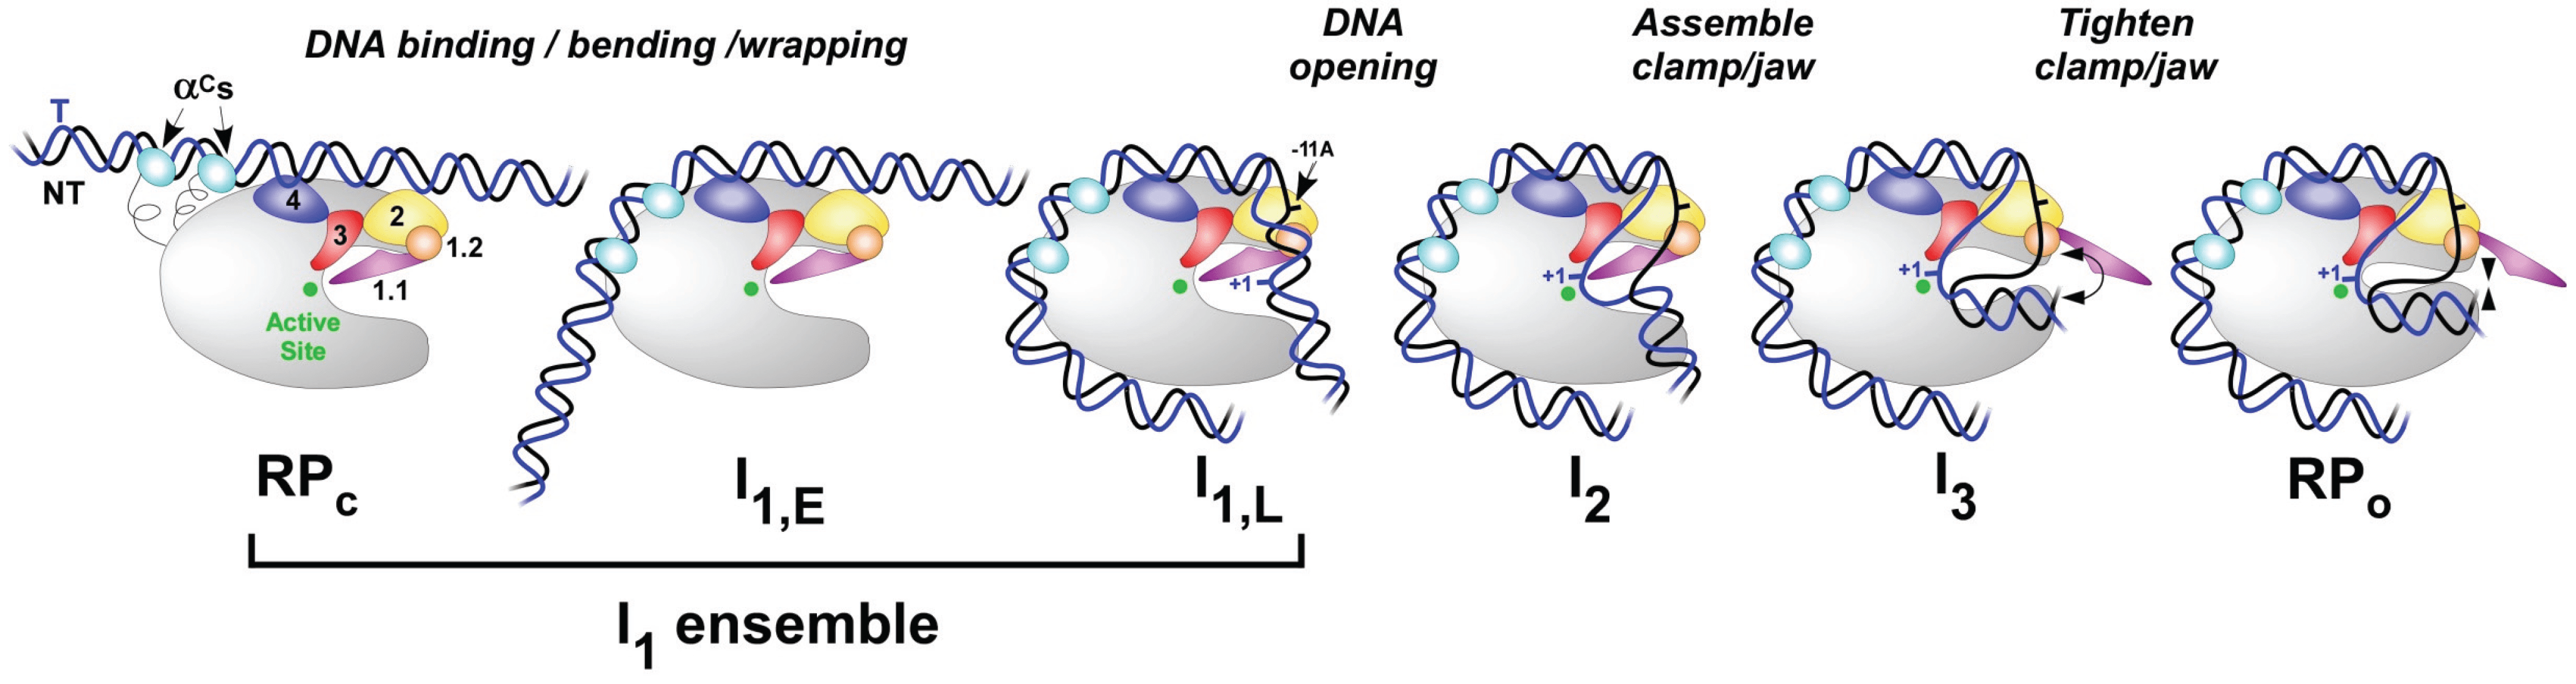 DNA binding / bending /wrapping
DNA
opening
Assemble
clamp/jaw
Tighten
clamp/jaw
αCs
T
NT
4
3
2
1.2
1.1
Active
Site
-11A
+1
+1
+1
+1
RPc
I1,E
I1,L
I2
I3
RPo
I1 ensemble